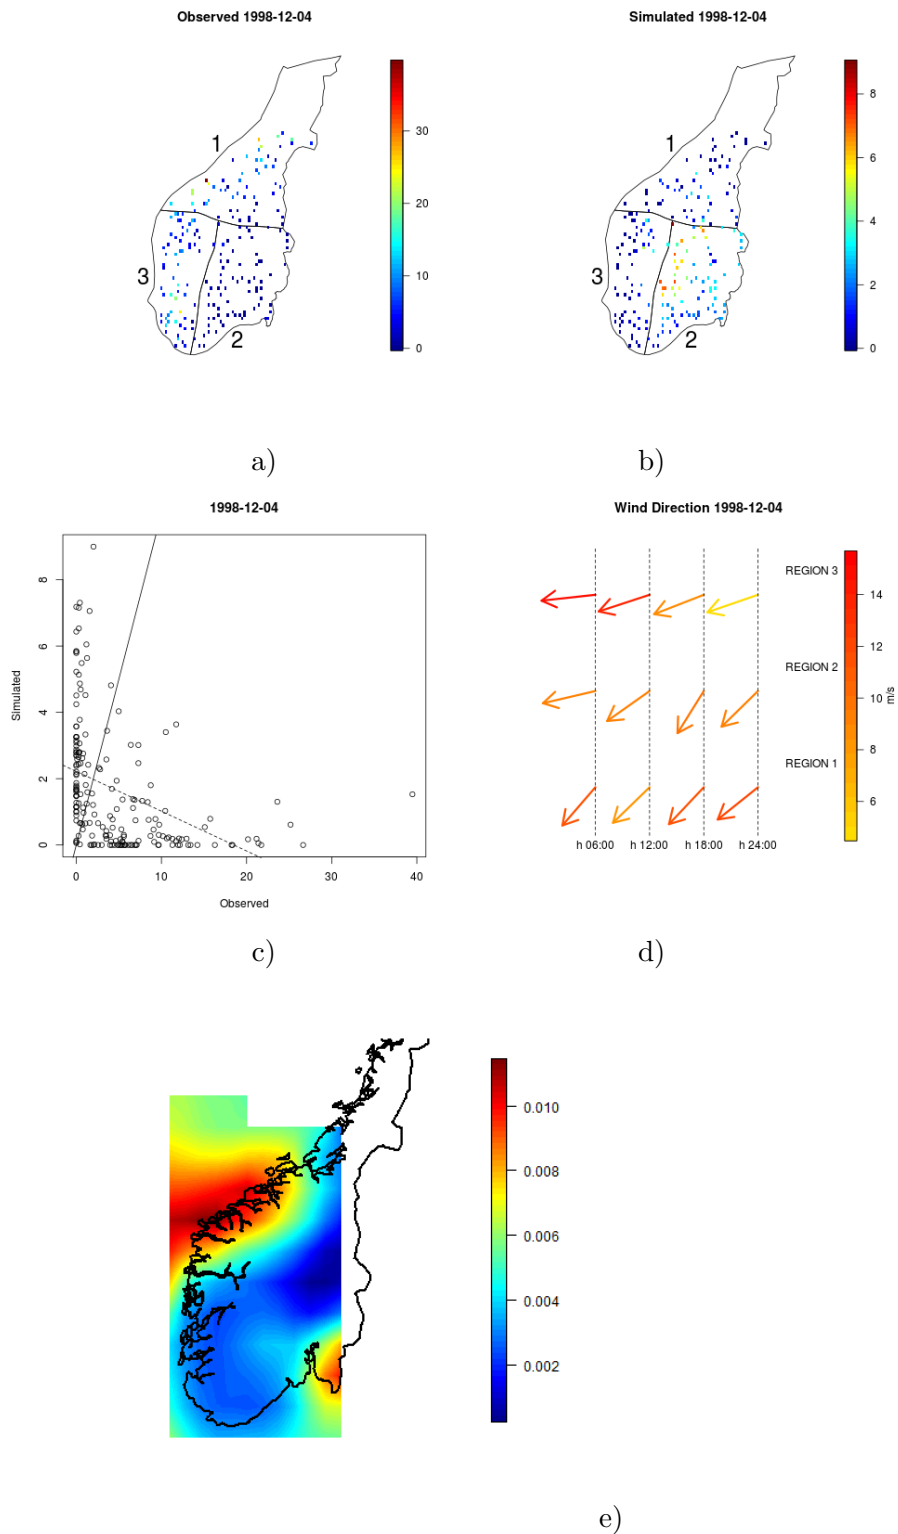 Observed 1998-12-04
1
3
2
30
20
10
0
a)
Simulated 1998-12-04
1
3
2
8
6
4
2
0
b)
1998-12-04
Simulated
8
6
4
2
0
0 10 20 30 40
Observed
c)
Wind Direction 1998-12-04
REGION 3
REGION 2
REGION 1
h 06:00 h 12:00 h 18:00 h 24:00
14
12
10
8
6
m/s
d)
0.010
0.008
0.006
0.004
0.002
e)